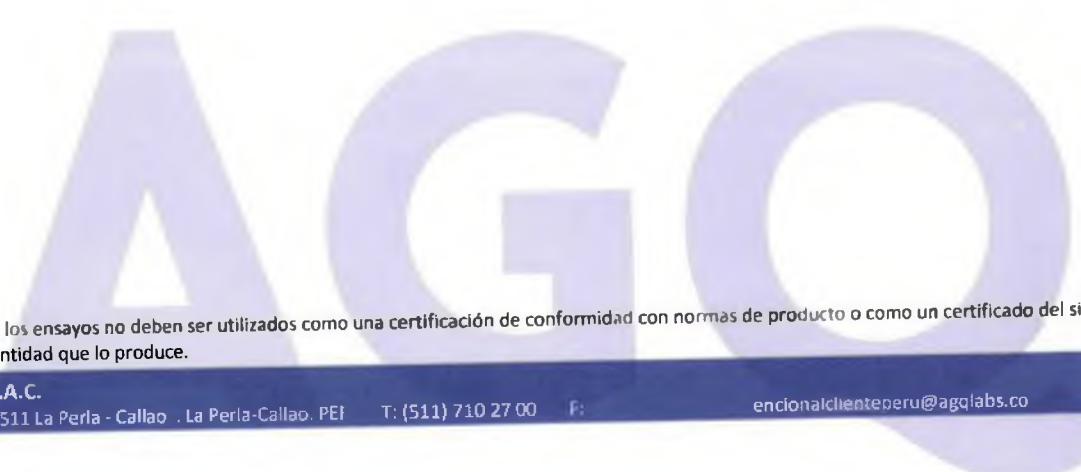 AGQ
los ensayos no deben ser utilizados como una certificación de conformidad con normas de producto o como un certificado del si
ntidad que lo produce.
.A.C.
511 La Perla - Callao . La Perla-Callao. PEF T: (511) 710 27 00 F: encionalclienteperu@agqlabs.co